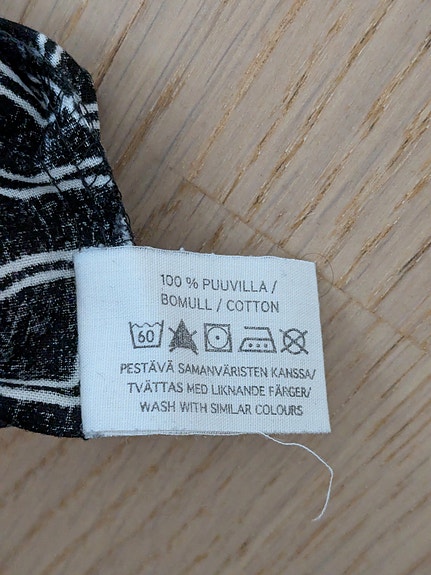 100 % PUUVILLA /
BOMULL / COTTON
60
PESTÄVÄ SAMANVÄRISTEN KANSSA/
TVÄTTAS MED LIKNANDE FÄRGER/
WASH WITH SIMILAR COLOURS